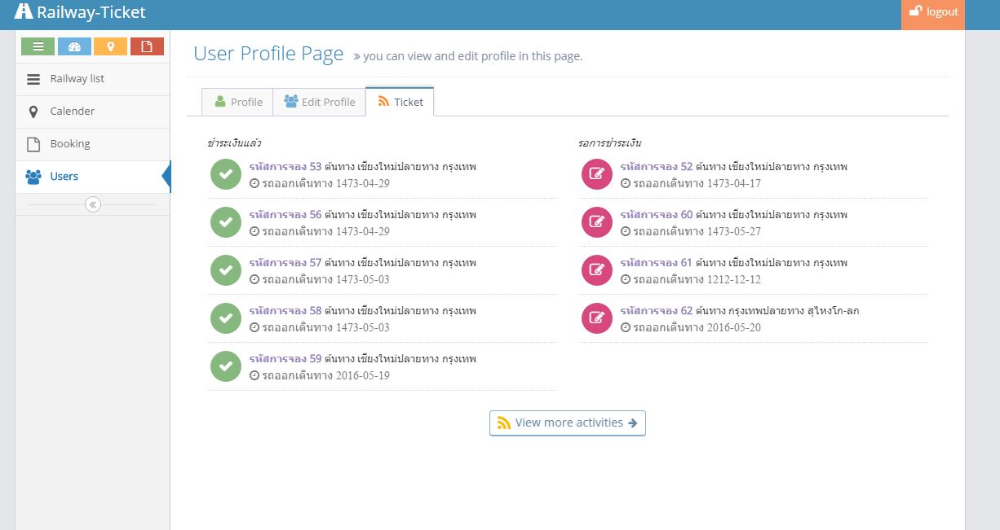 Railway-Ticket
logout
Railway list
Calender
Booking
Users
User Profile Page » you can view and edit profile in this page.
Profile
Edit Profile
Ticket
ชำระเงินแล้ว
รหัสการจอง 53 ต้นทาง เชียงใหม่ปลายทาง กรุงเทพ
รถออกเดินทาง 1473-04-29
รหัสการจอง 56 ต้นทาง เชียงใหม่ปลายทาง กรุงเทพ
รถออกเดินทาง 1473-04-29
รหัสการจอง 57 ต้นทาง เชียงใหม่ปลายทาง กรุงเทพ
รถออกเดินทาง 1473-05-03
รหัสการจอง 58 ต้นทาง เชียงใหม่ปลายทาง กรุงเทพ
รถออกเดินทาง 1473-05-03
รหัสการจอง 59 ต้นทาง เชียงใหม่ปลายทาง กรุงเทพ
รถออกเดินทาง 2016-05-19
รอการชำระเงิน
รหัสการจอง 52 ต้นทาง เชียงใหม่ปลายทาง กรุงเทพ
รถออกเดินทาง 1473-04-17
รหัสการจอง 60 ต้นทาง เชียงใหม่ปลายทาง กรุงเทพ
รถออกเดินทาง 1473-05-27
รหัสการจอง 61 ต้นทาง เชียงใหม่ปลายทาง กรุงเทพ
รถออกเดินทาง 1212-12-12
รหัสการจอง 62 ต้นทาง กรุงเทพปลายทาง สุไหงโก-ลก
รถออกเดินทาง 2016-05-20
View more activities